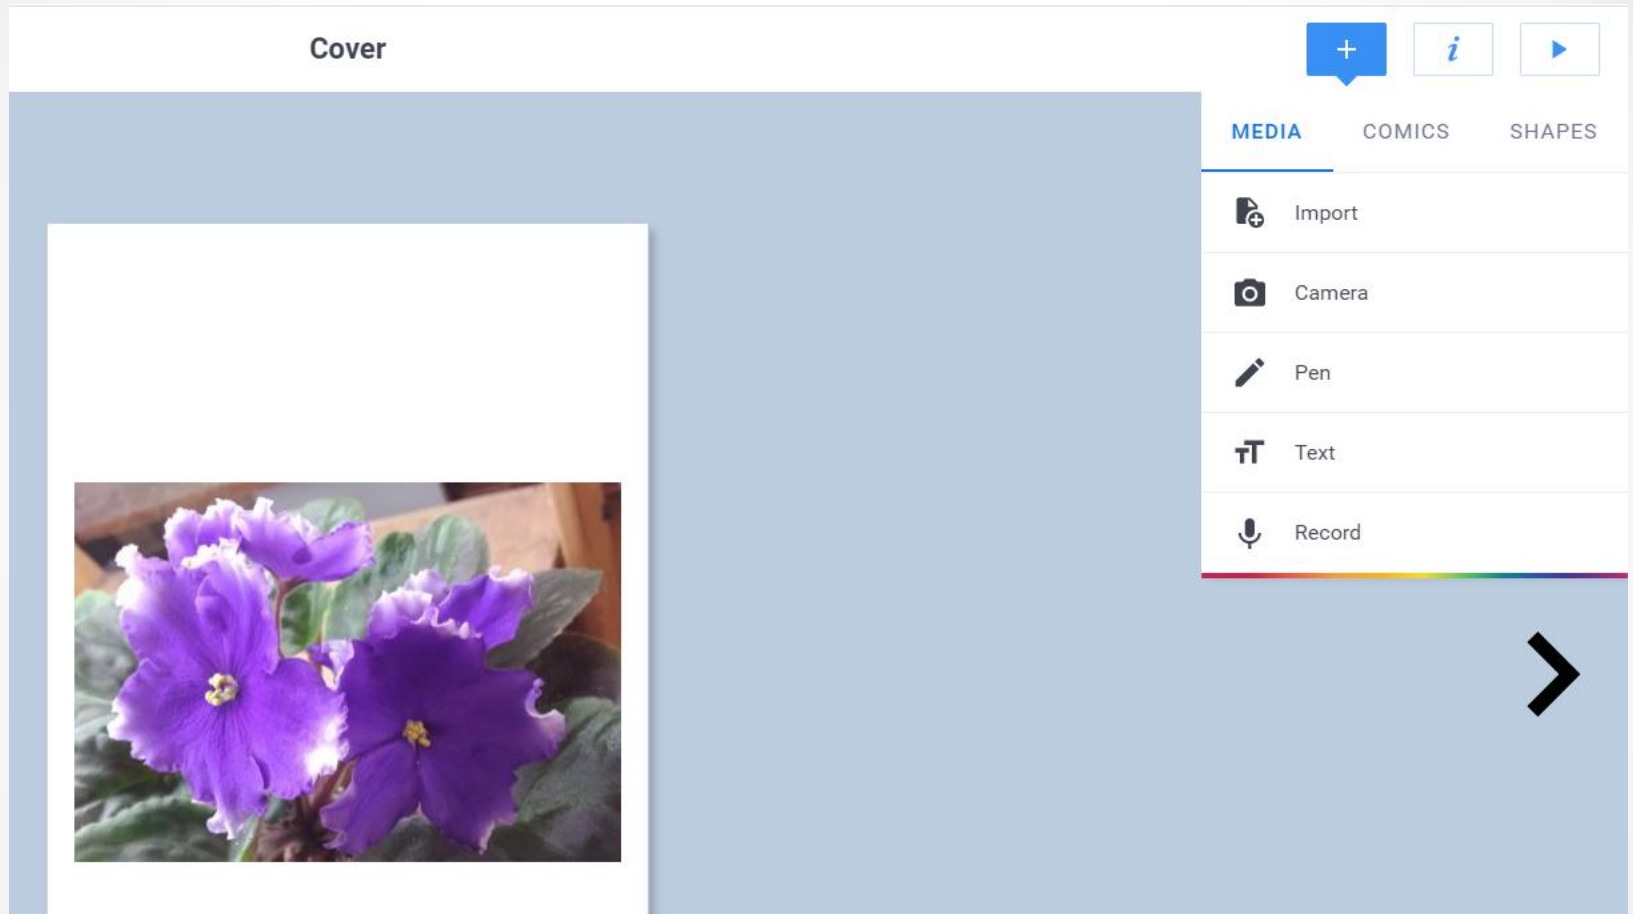 Cover
+
i
MEDIA COMICS SHAPES
Import
Camera
Pen
Text
Record